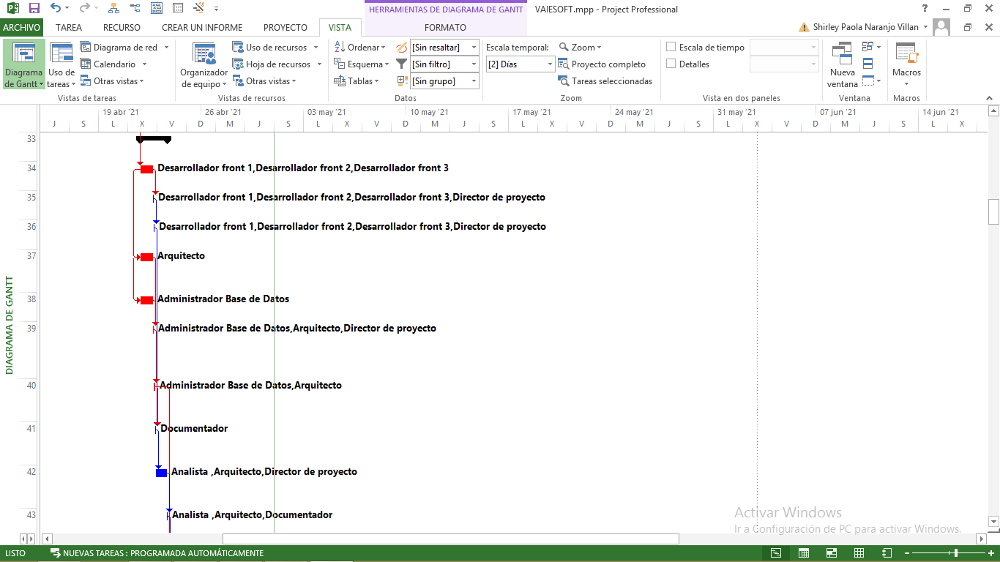 HERRAMIENTAS DE DIAGRAMA DE GANTT VAIESOFT.mpp - Project Professional ?
ARCHIVO TAREA RECURSO CREAR UN INFORME PROYECTO VISTA FORMATO Shirley Paola Naranjo Villan
Diagrama de Gantt
Uso de tareas
Diagrama de red
Calendario
Otras vistas
Vistas de tareas
Organizador de equipo
Uso de recursos
Hoja de recursos
Otras vistas
Vistas de recursos
Ordenar
Esquema
Tablas
[Sin resaltar]
[Sin filtro]
[Sin grupo]
Datos
Escala temporal:
[2] Días
Zoom
Proyecto completo
Tareas seleccionadas
Zoom
Escala de tiempo
Detalles
Vista en dos paneles
Nueva ventana
Ventana
Macros
Macros
19 abr '21 26 abr '21 03 may '21 10 may '21 17 may '21 24 may '21 31 may '21 07 jun '21 14 jun '21
J S L X V D M J S L X V D M J S L X V D M J S L X V D M J S L X
DIAGRAMA DE GANTT
33
34 Desarrollador front 1,Desarrollador front 2,Desarrollador front 3
35 Desarrollador front 1,Desarrollador front 2,Desarrollador front 3,Director de proyecto
36 Desarrollador front 1,Desarrollador front 2,Desarrollador front 3,Director de proyecto
37 Arquitecto
38 Administrador Base de Datos
39 Administrador Base de Datos,Arquitecto,Director de proyecto
40 Administrador Base de Datos,Arquitecto
41 Documentador
42 Analista ,Arquitecto,Director de proyecto
43 Analista ,Arquitecto,Documentador
Activar Windows
Ir a Configuración de PC para activar Windows.
LISTO NUEVAS TAREAS : PROGRAMADA AUTOMÁTICAMENTE